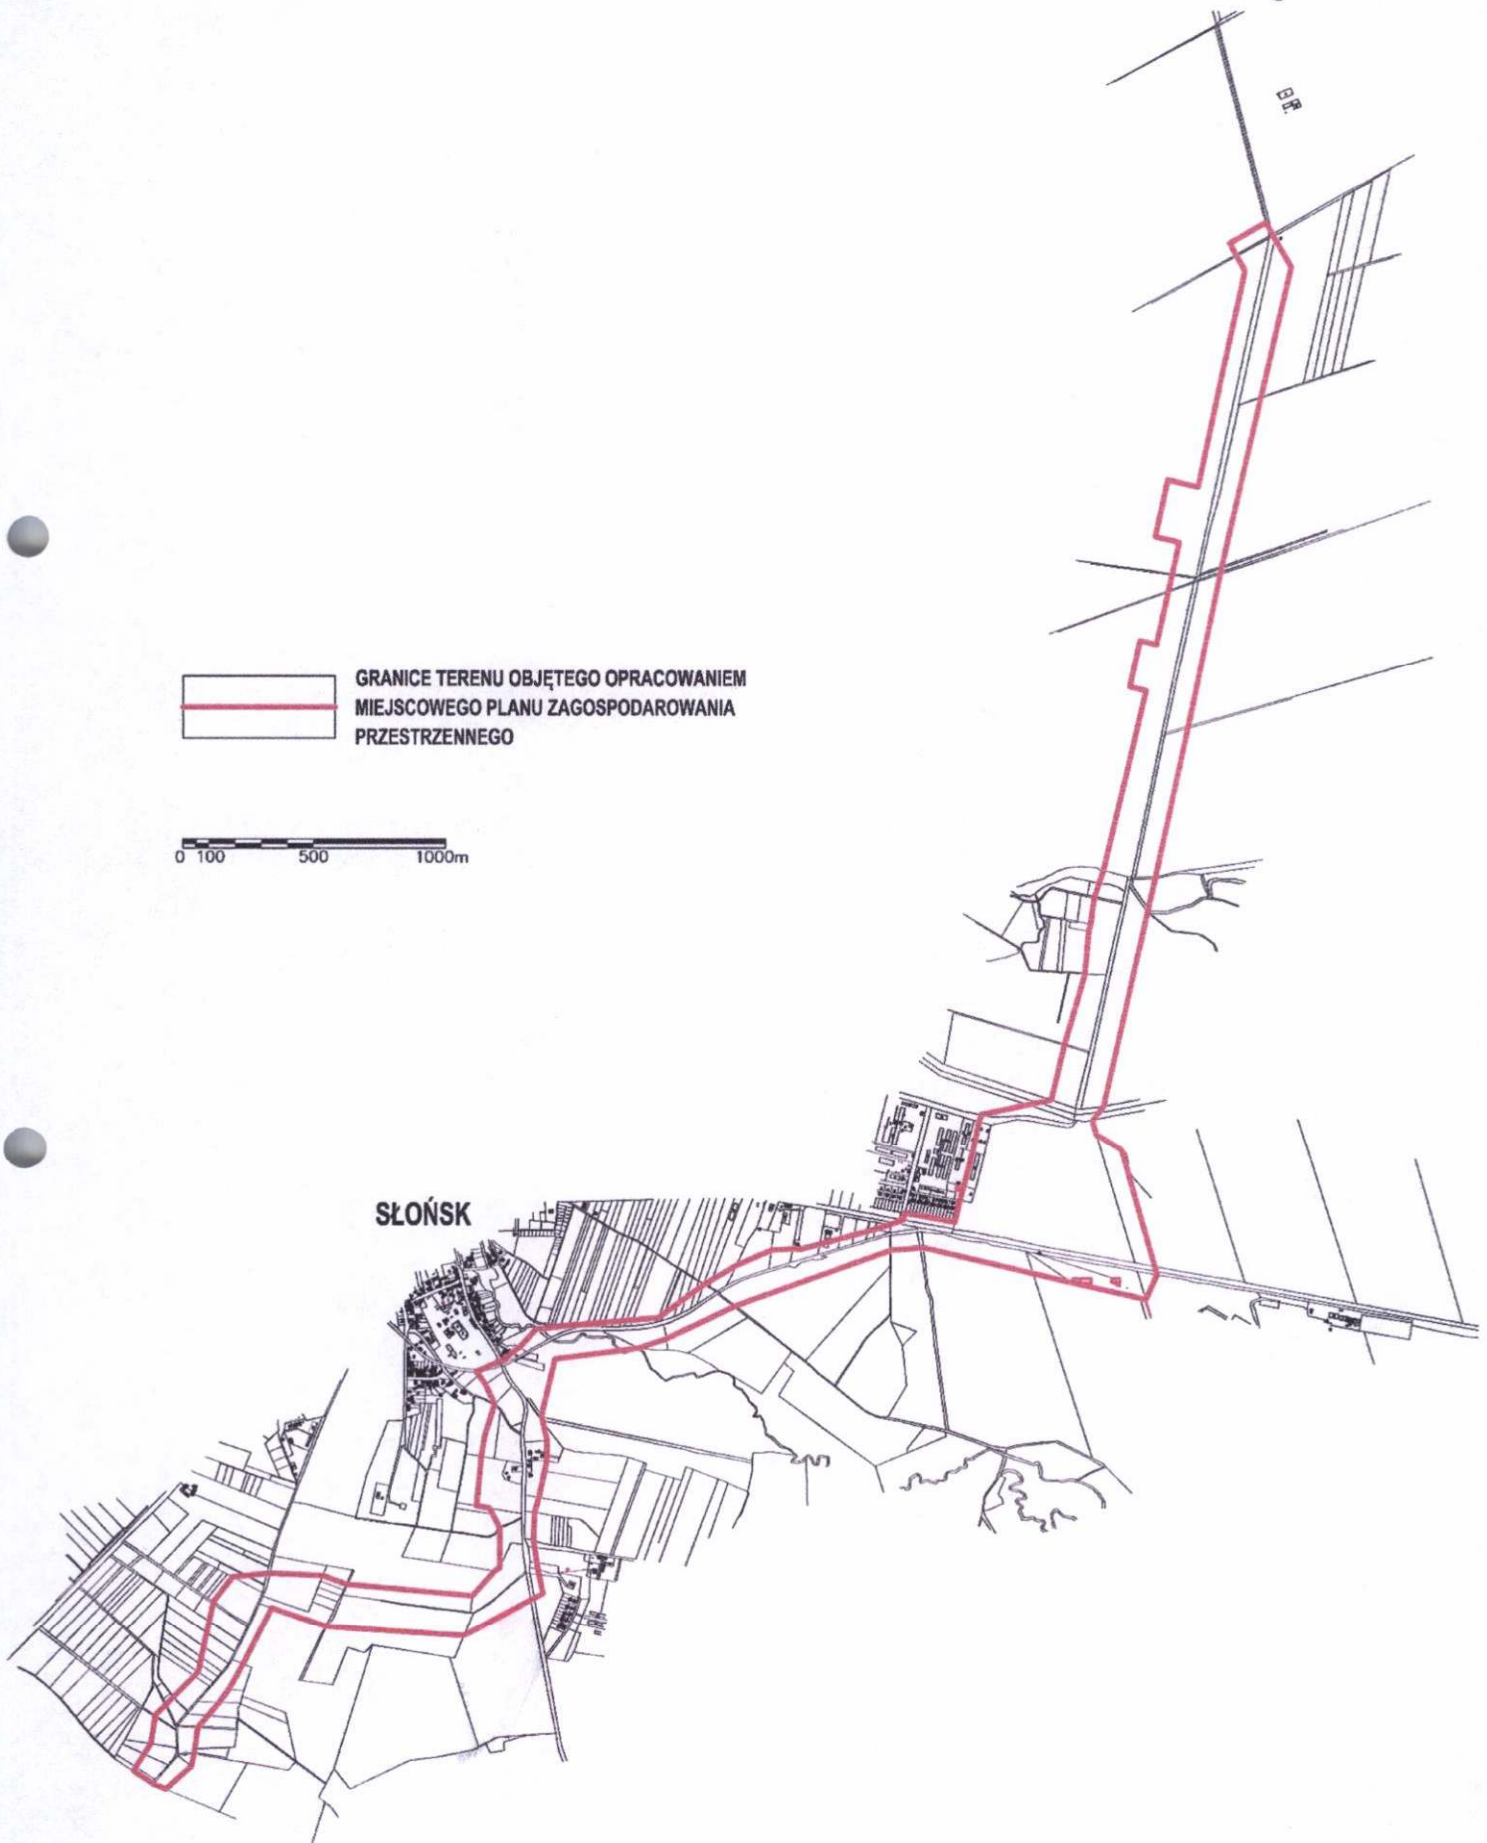 GRANICE TERENU OBJĘTEGO OPRACOWANIEM
MIEJSCOWEGO PLANU ZAGOSPODAROWANIA
PRZESTRZENNEGO
0 100 500 1000m
SŁOŃSK